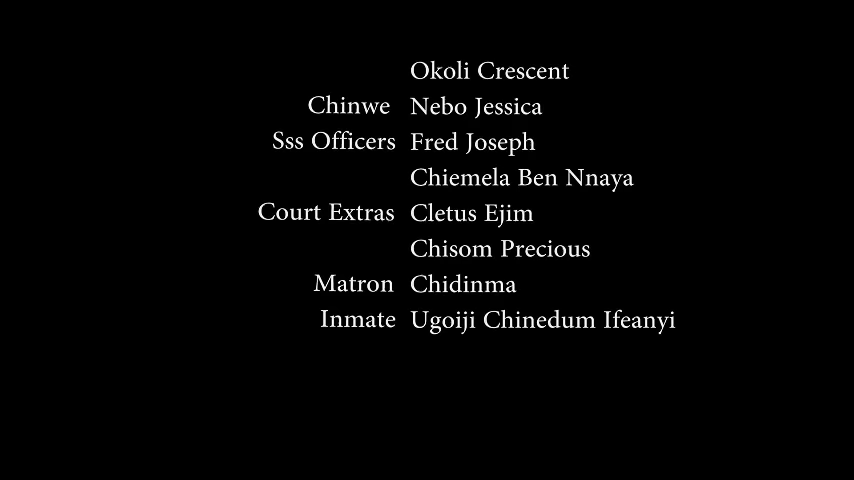 Okoli Crescent
Chinwe Nebo Jessica
Sss Officers Fred Joseph
Chiemela Ben Nnaya
Court Extras Cletus Ejim
Chisom Precious
Matron Chidinma
Inmate Ugoiji Chinedum Ifeanyi